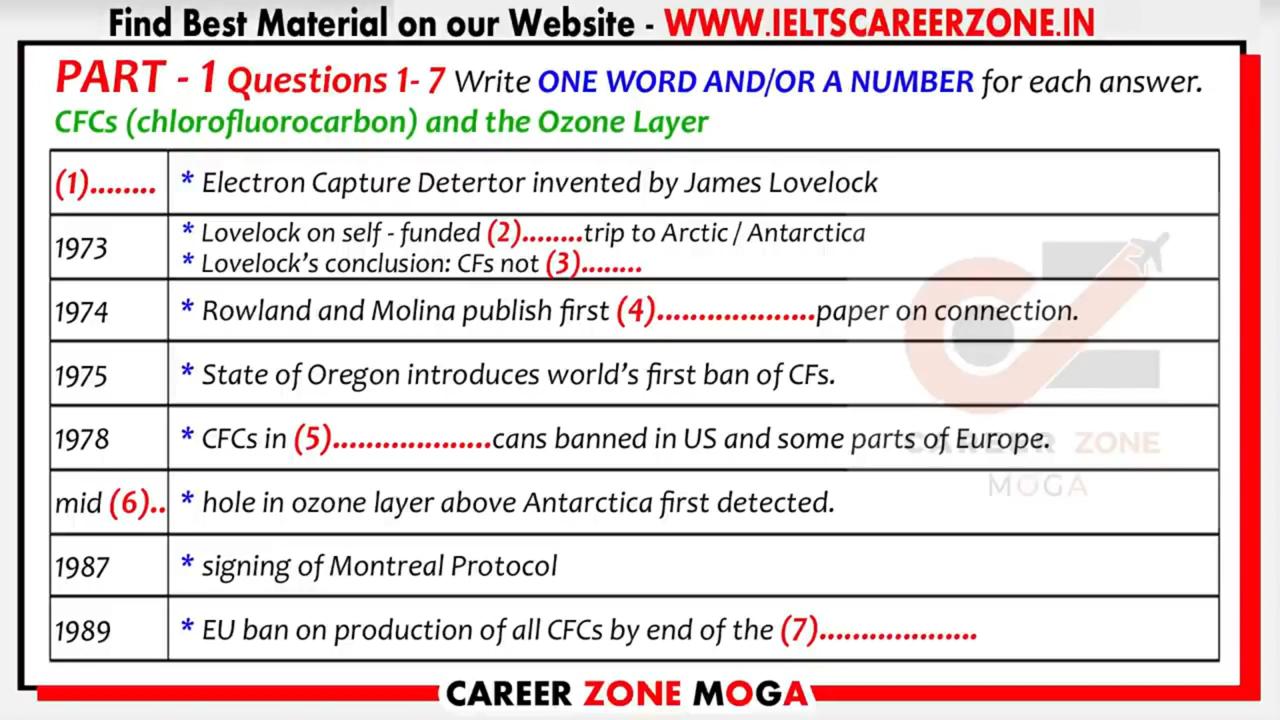 Find Best Material on our Website - WWW.IELTSCAREERZONE.IN
PART - 1 Questions 1- 7 Write ONE WORD AND/OR A NUMBER for each answer.
CFCs (chlorofluorocarbon) and the Ozone Layer
(1)........ * Electron Capture Detertor invented by James Lovelock
1973
* Lovelock on self - funded (2)........trip to Arctic / Antarctica
* Lovelock's conclusion: CFs not (3)........
1974 * Rowland and Molina publish first (4)..................paper on connection.
1975 * State of Oregon introduces world's first ban of CFs.
1978 * CFCs in (5)..................cans banned in US and some parts of Europe.
CAREER ZONE
MOGA
mid (6).. * hole in ozone layer above Antarctica first detected.
1987 * signing of Montreal Protocol
1989 * EU ban on production of all CFCs by end of the (7)..................
CAREER ZONE MOGA